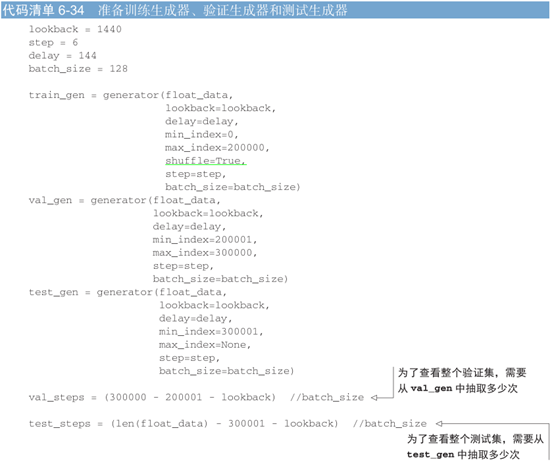 代码清单 6-34 准备训练生成器、验证生成器和测试生成器
lookback = 1440
step = 6
delay = 144
batch_size = 128
train_gen = generator(float_data,
lookback=lookback,
delay=delay,
min_index=0,
max_index=200000,
shuffle=True,
step=step,
batch_size=batch_size)
val_gen = generator(float_data,
lookback=lookback,
delay=delay,
min_index=200001,
max_index=300000,
step=step,
batch_size=batch_size)
test_gen = generator(float_data,
lookback=lookback,
delay=delay,
min_index=300001,
max_index=None,
step=step,
batch_size=batch_size)
为了查看整个验证集，需要
从 val_gen 中抽取多少次
val_steps = (300000 - 200001 - lookback) //batch_size
test_steps = (len(float_data) - 300001 - lookback) //batch_size
为了查看整个测试集，需要从
test_gen 中抽取多少次